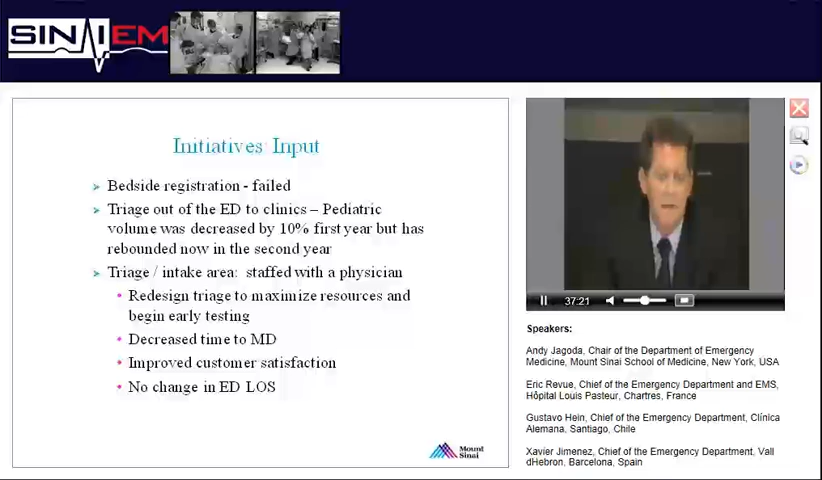 SINAIEM
Initiatives Input
Bedside registration - failed
Triage out of the ED to clinics – Pediatric
volume was decreased by 10% first year but has
rebounded now in the second year
Triage / intake area: staffed with a physician
Redesign triage to maximize resources and
begin early testing
Decreased time to MD
Improved customer satisfaction
No change in ED LOS
Mount
Sinai
37:21
Speakers:
Andy Jagoda, Chair of the Department of Emergency
Medicine, Mount Sinai School of Medicine, New York, USA
Eric Revue, Chief of the Emergency Department and EMS,
Hôpital Louis Pasteur, Chartres, France
Gustavo Hein, Chief of the Emergency Department, Clínica
Alemana, Santiago, Chile
Xavier Jimenez, Chief of the Emergency Department, Vall
dHebron, Barcelona, Spain